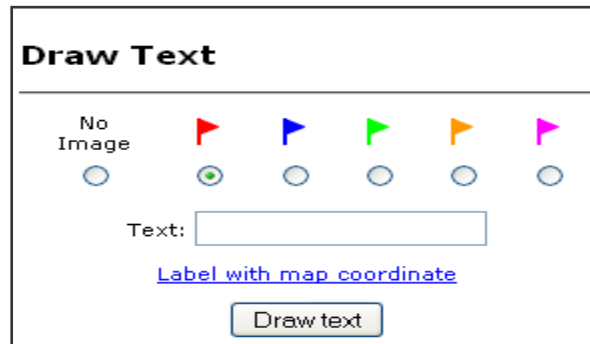 Draw Text
No
Image
Text:
Label with map coordinate
Draw text